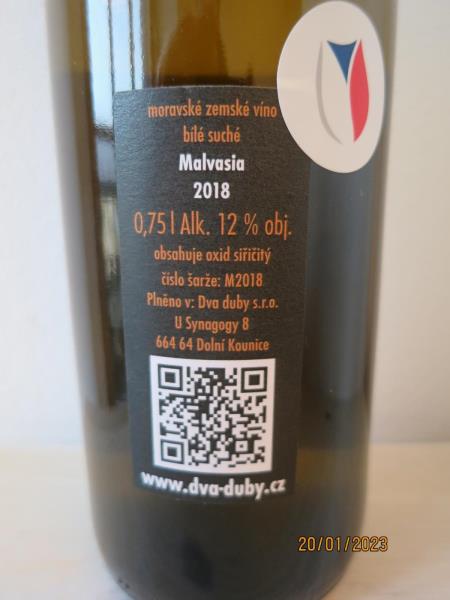 moravské zemské víno
bílé suché
Malvasia
2018
0,75 l Alk. 12 % obj.
obsahuje oxid siřičitý
číslo šarže: M2018
Plněno v: Dva duby s.r.o.
U Synagogy 8
664 64 Dolní Kounice
www.dva-duby.cz
20/01/2023